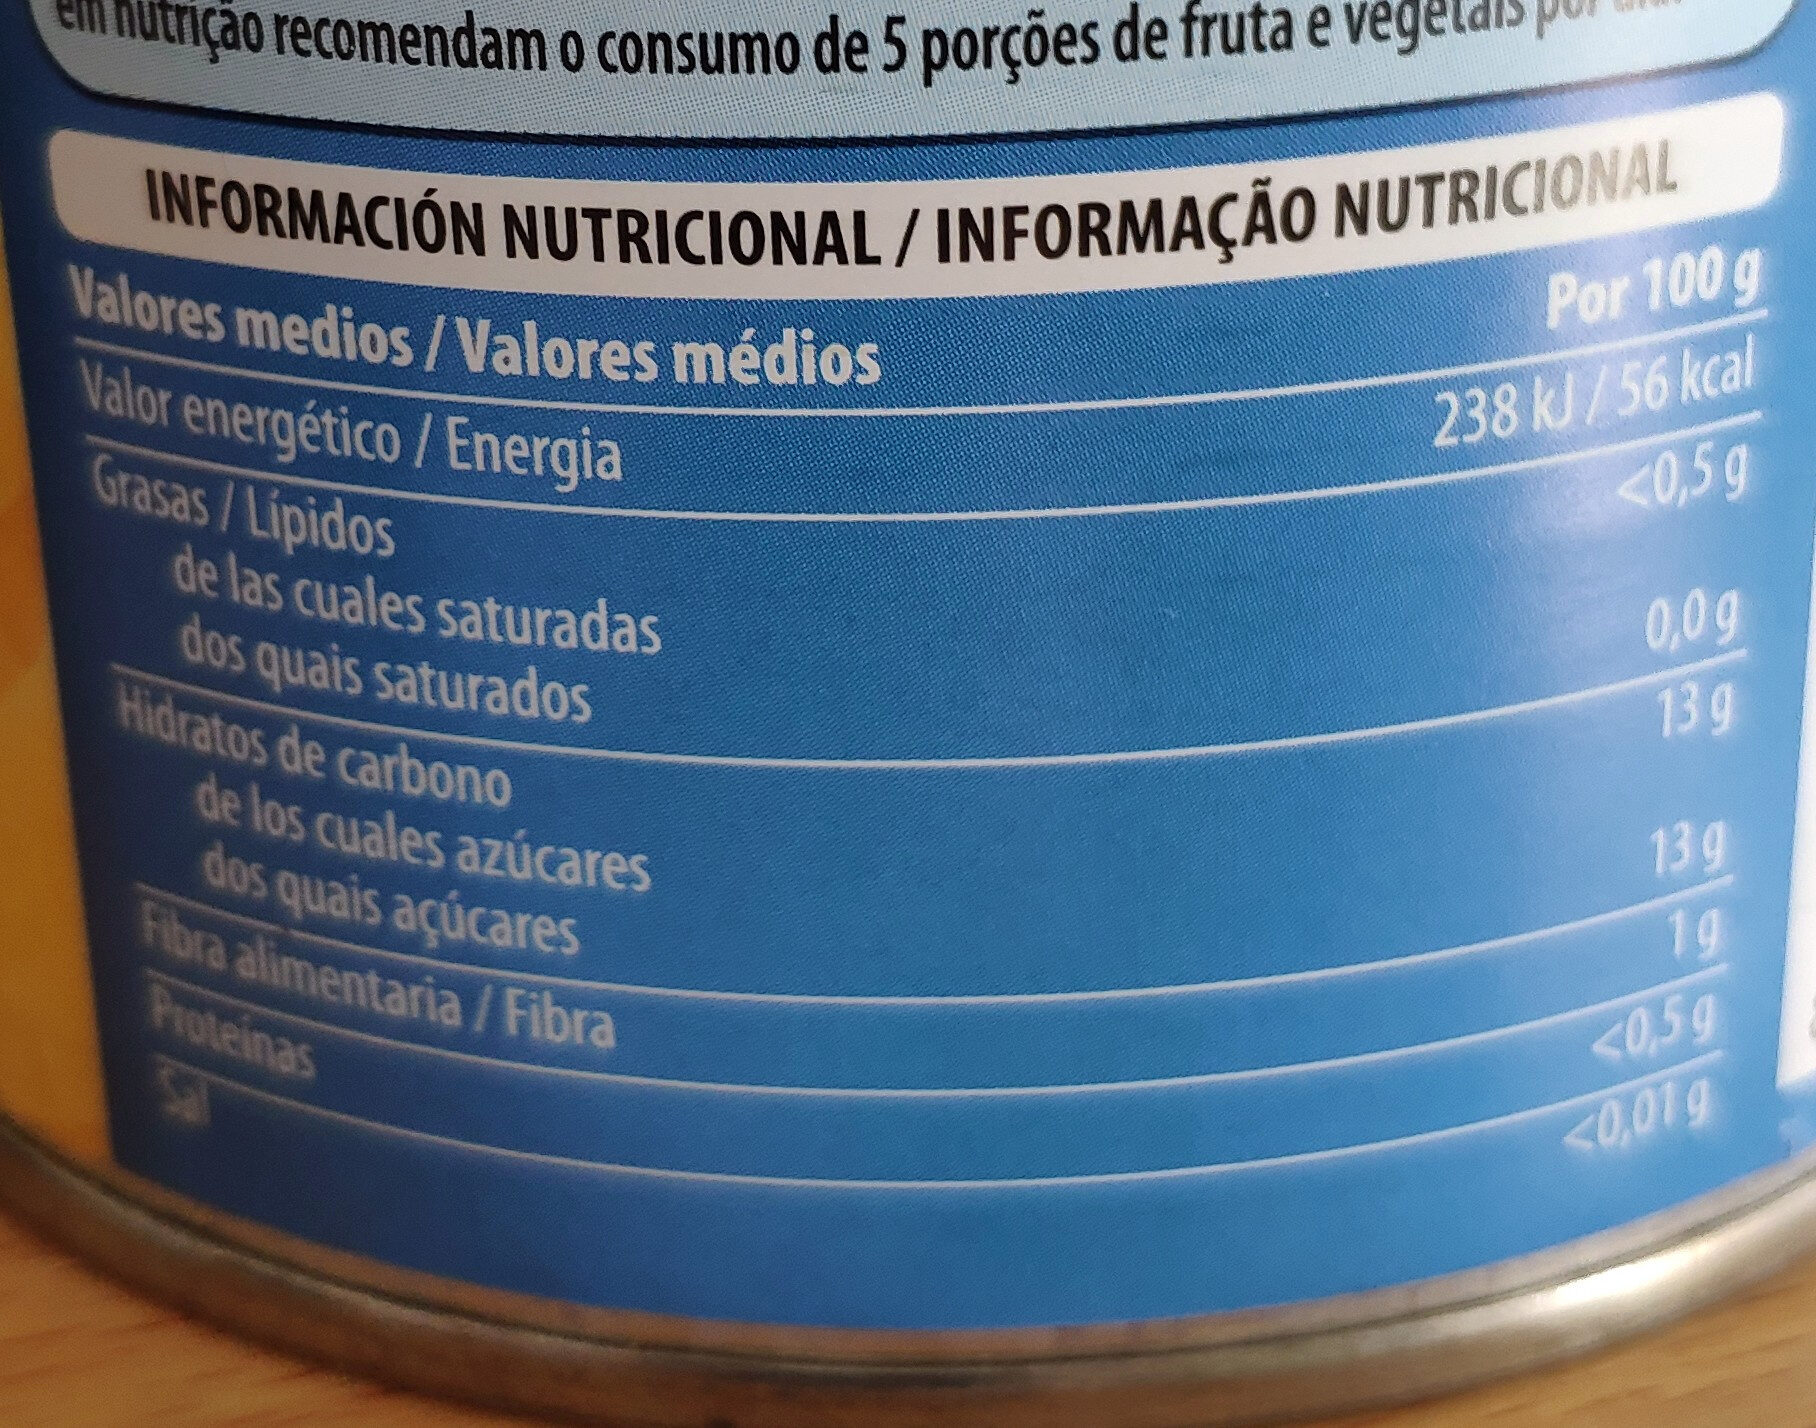 em nutrição recomendam o consumo de 5 porções de fruta e vegetais por
INFORMACIÓN NUTRICIONAL / INFORMAÇÃO NUTRICIONAL
Valores medios / Valores médios Por 100 g
Valor energético / Energia 238 kJ / 56 kcal
Grasas / Lípidos <0,5 g
de las cuales saturadas
dos quais saturados 0,0 g
Hidratos de carbono 13 g
de los cuales azúcares
dos quais açúcares 13 g
Fibra alimentaria / Fibra 1 g
Proteínas <0,5 g
Sal <0,01 g